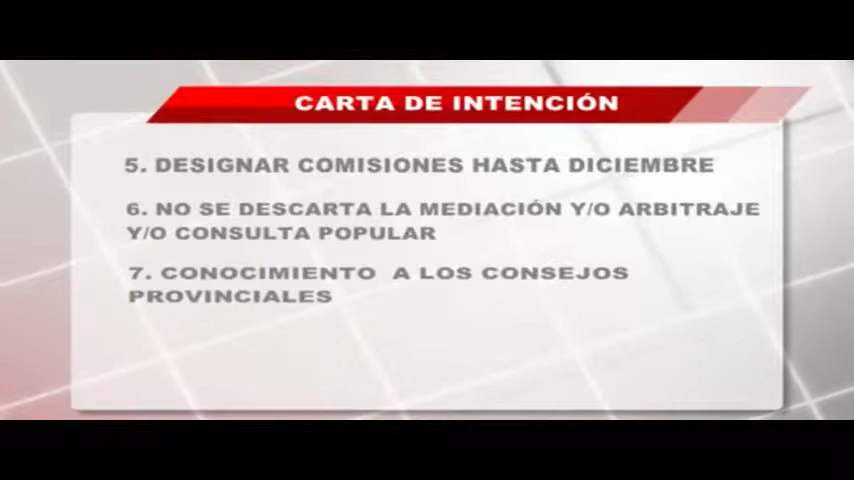 CARTA DE INTENCIÓN
5. DESIGNAR COMISIONES HASTA DICIEMBRE
6. NO SE DESCARTA LA MEDIACIÓN Y/O ARBITRAJE
Y/O CONSULTA POPULAR
7. CONOCIMIENTO A LOS CONSEJOS
PROVINCIALES